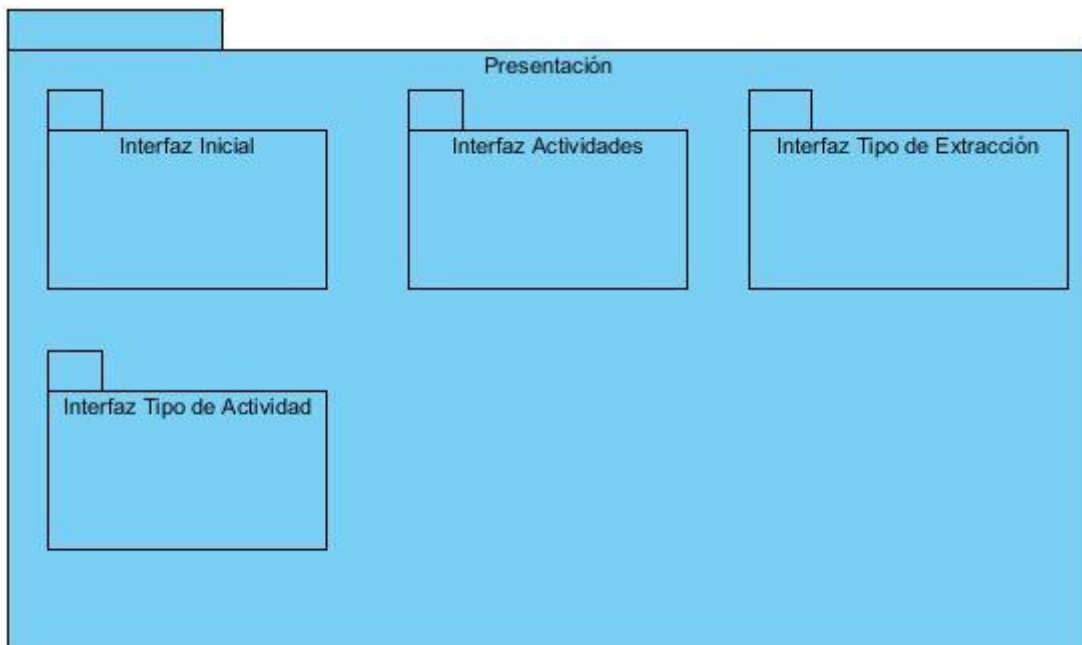 Presentación
Interfaz Inicial
Interfaz Actividades
Interfaz Tipo de Extracción
Interfaz Tipo de Actividad